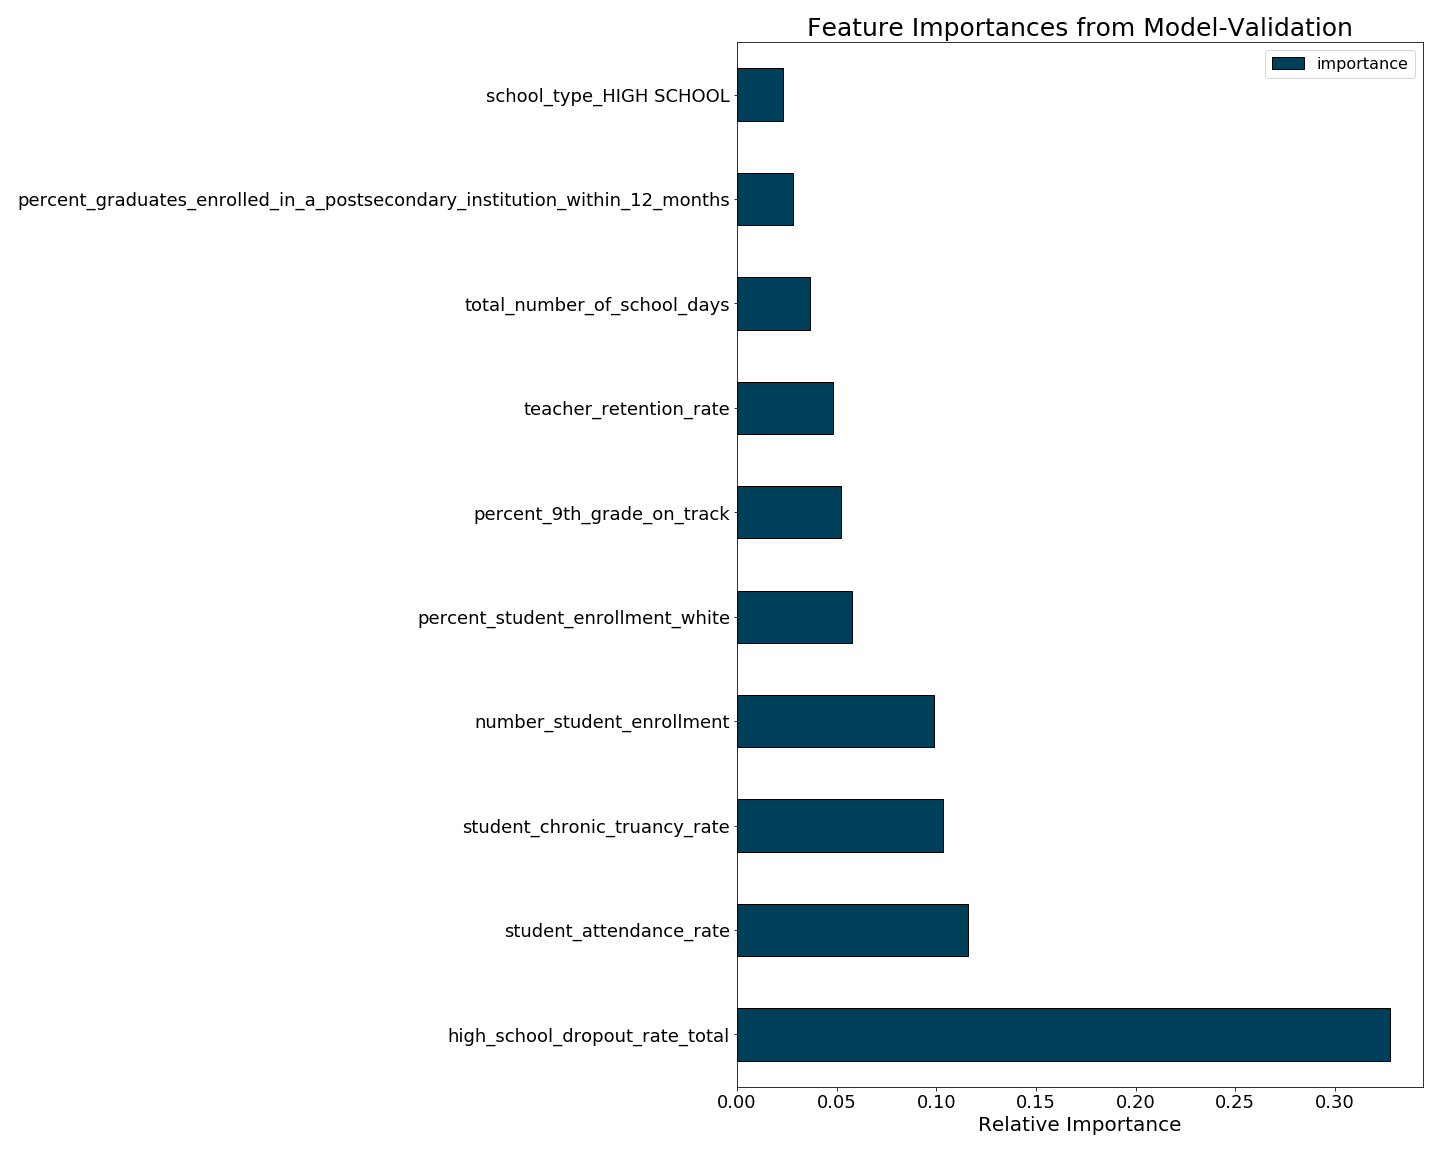 Feature Importances from Model-Validation
importance
school_type_HIGH SCHOOL
percent_graduates_enrolled_in_a_postsecondary_institution_within_12_months
total_number_of_school_days
teacher_retention_rate
percent_9th_grade_on_track
percent_student_enrollment_white
number_student_enrollment
student_chronic_truancy_rate
student_attendance_rate
high_school_dropout_rate_total
0.00 0.05 0.10 0.15 0.20 0.25 0.30
Relative Importance